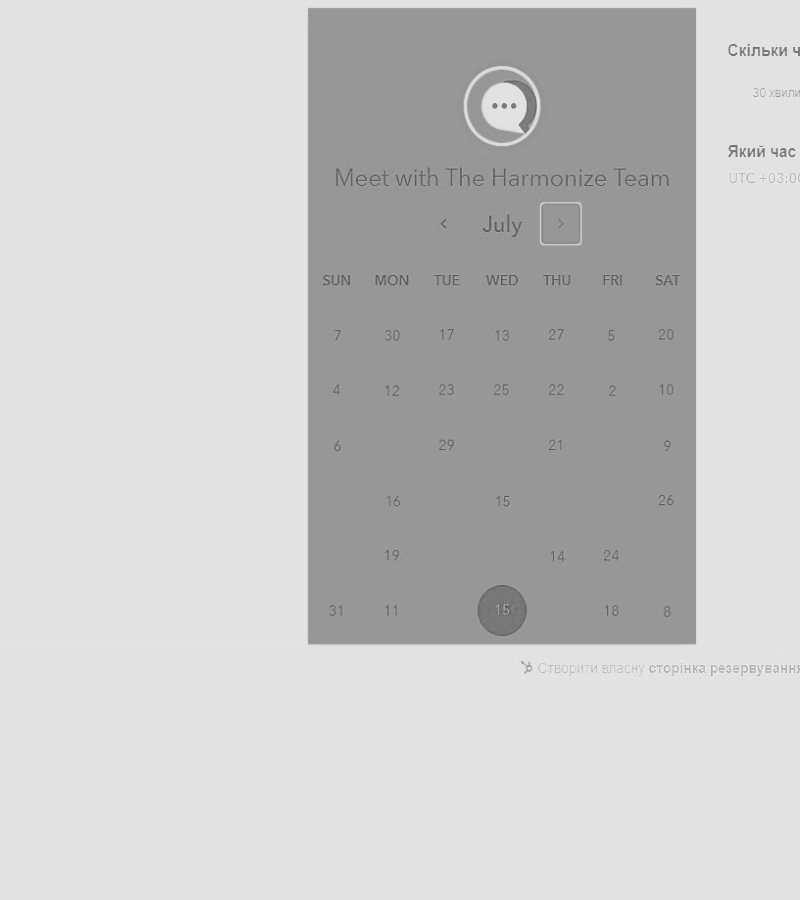 Скільки ч
30 хвили
Який час
UTC +03:00
Meet with The Harmonize Team
July
SUN MON TUE WED THU FRI SAT
7 30 17 13 27 5 20
4 12 23 25 22 2 10
6 29 21 9
16 15 26
19 14 24
31 11 15 18 8
Створити власну сторінка резервування